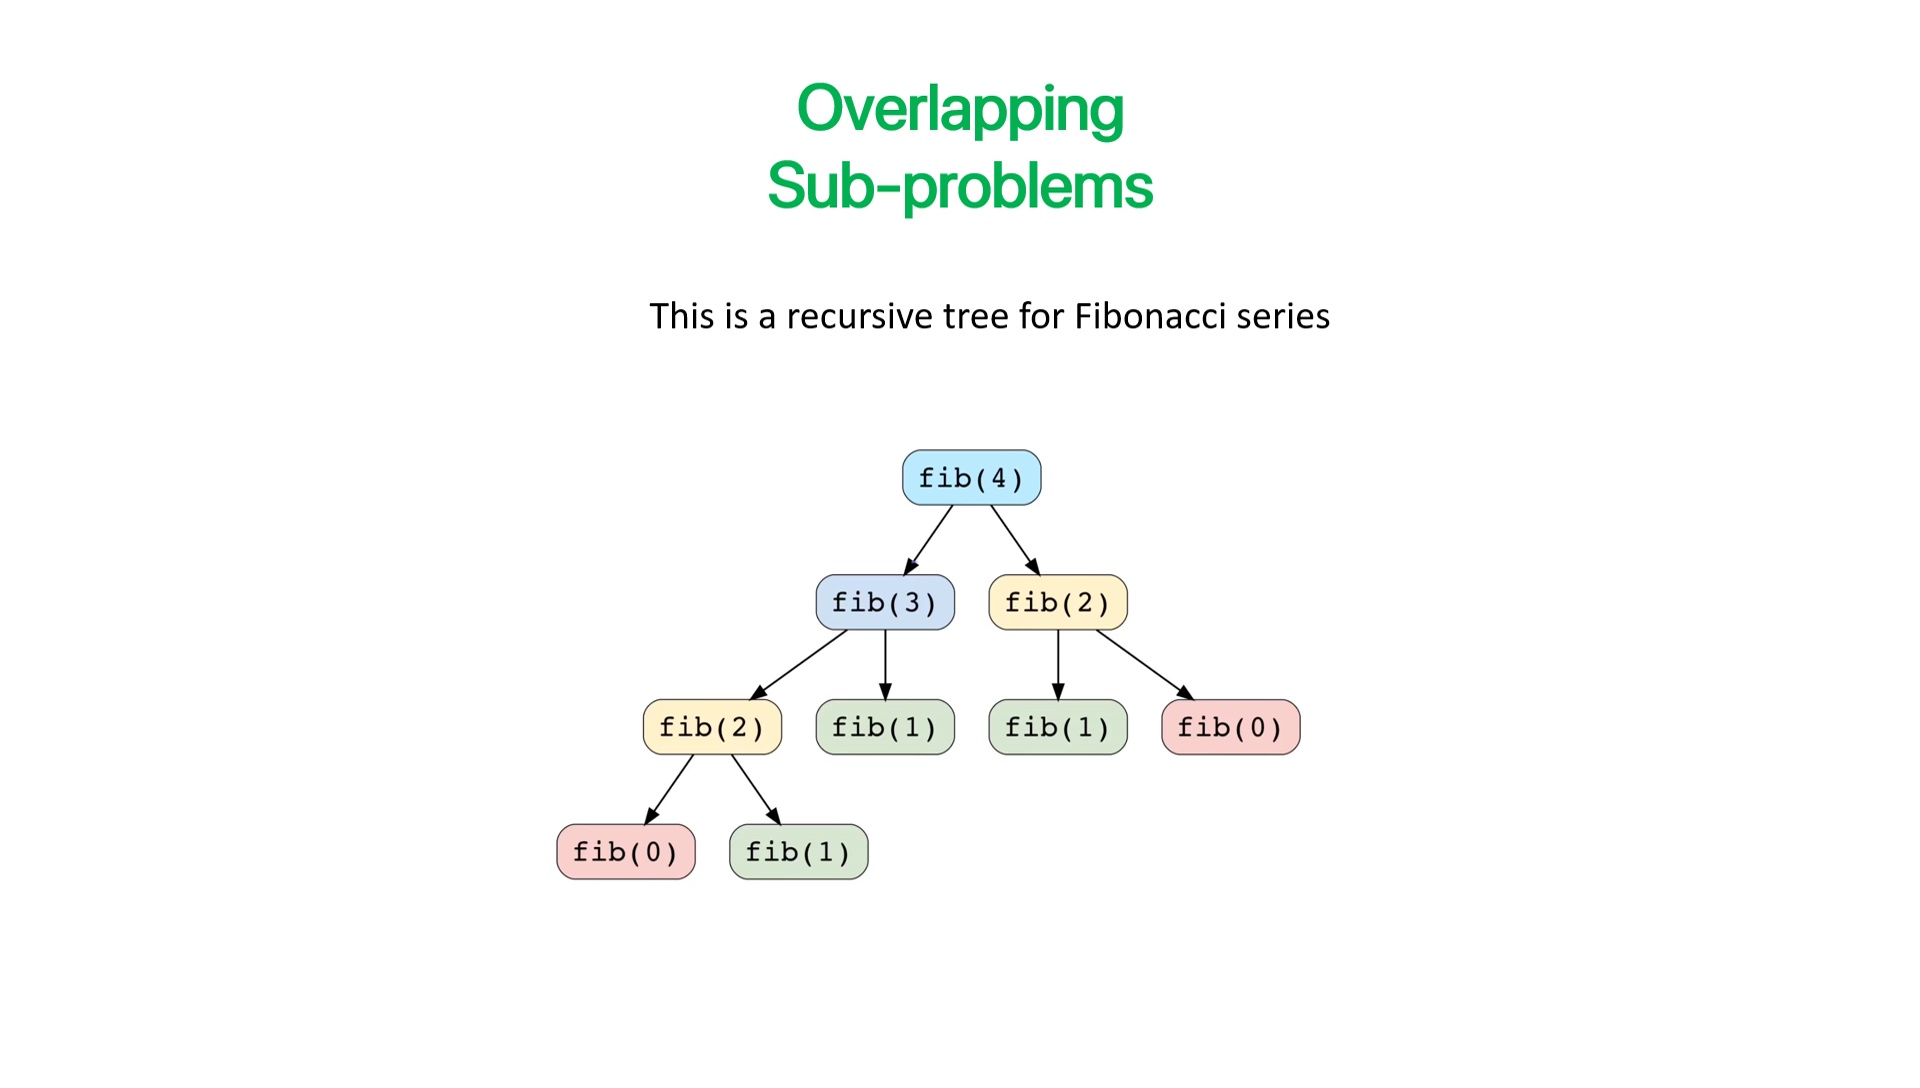 Overlapping
Sub-problems
This is a recursive tree for Fibonacci series
fib(4)
fib(3)
fib(2)
fib(2)
fib(1)
fib(1)
fib(0)
fib(0)
fib(1)